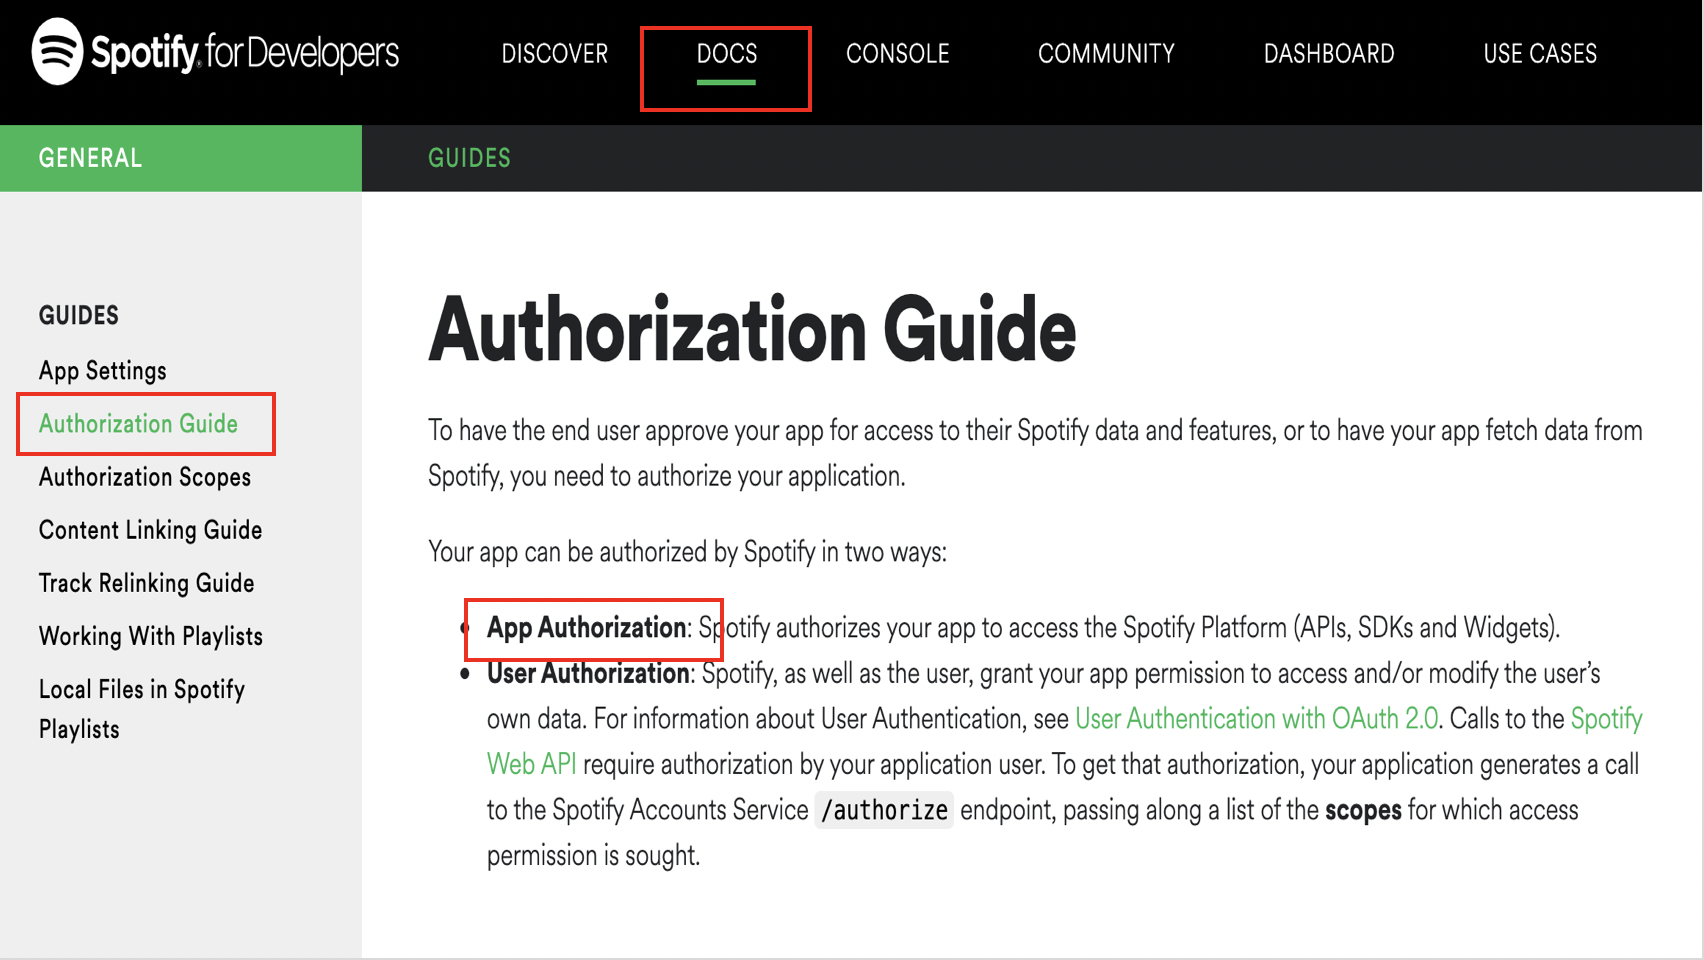 Spotify® for Developers
DISCOVER
DOCS
CONSOLE
COMMUNITY
DASHBOARD
USE CASES
GENERAL
GUIDES
GUIDES
App Settings
Authorization Guide
Authorization Scopes
Content Linking Guide
Track Relinking Guide
Working With Playlists
Local Files in Spotify
Playlists
Authorization Guide
To have the end user approve your app for access to their Spotify data and features, or to have your app fetch data from
Spotify, you need to authorize your application.
Your app can be authorized by Spotify in two ways:
• App Authorization: Spotify authorizes your app to access the Spotify Platform (APIs, SDKs and Widgets).
• User Authorization: Spotify, as well as the user, grant your app permission to access and/or modify the user’s
own data. For information about User Authentication, see User Authentication with OAuth 2.0. Calls to the Spotify
Web API require authorization by your application user. To get that authorization, your application generates a call
to the Spotify Accounts Service /authorize endpoint, passing along a list of the scopes for which access
permission is sought.